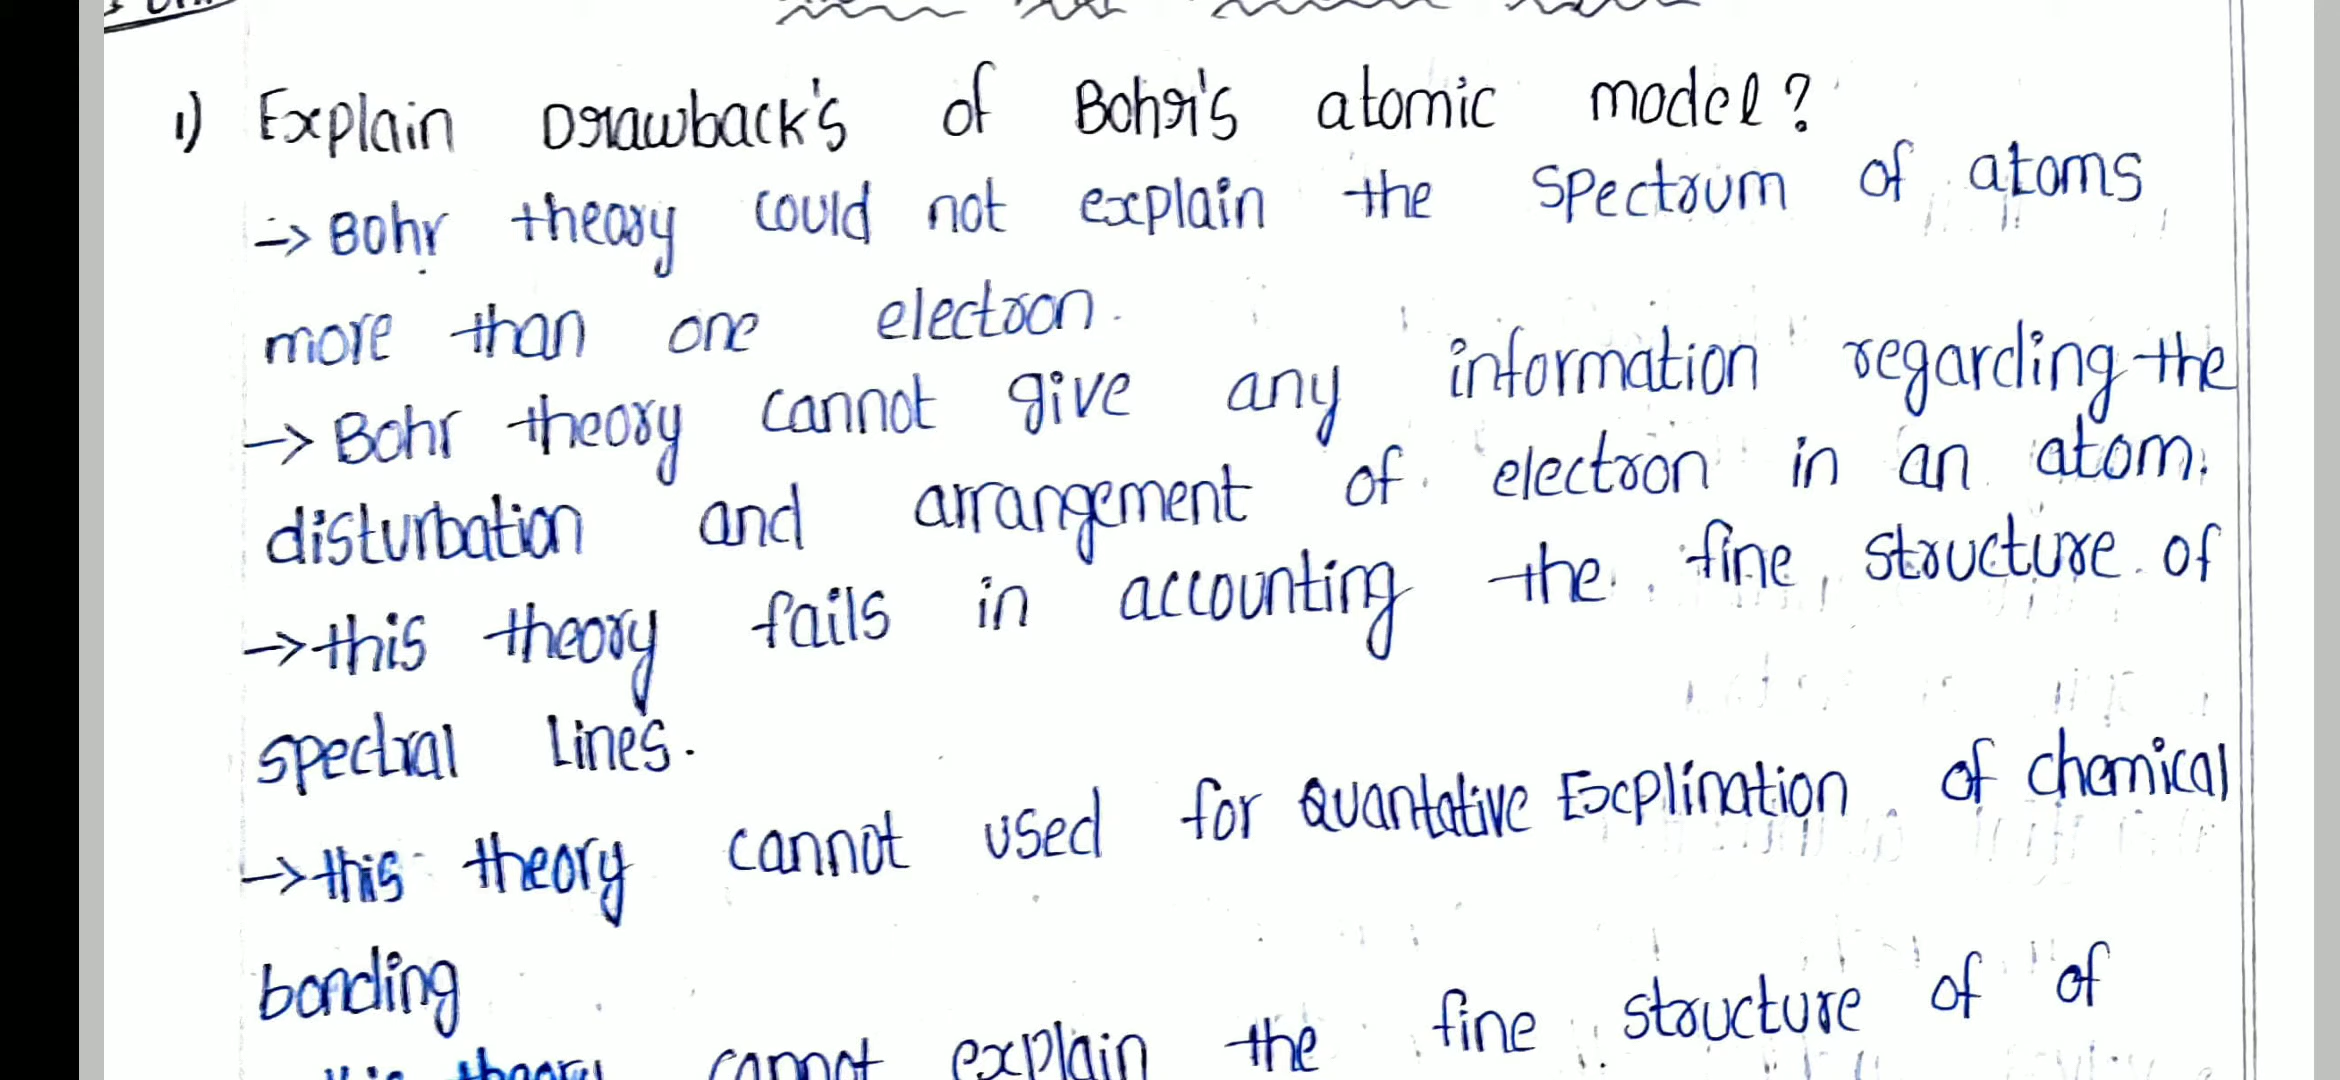 1) Explain Drawback's of Bohr's atomic model?
-> Bohr theory could not explain the spectrum of atoms
more than one electron.
-> Bohr theory cannot give any information regarding the
disturbation and arrangement of electron in an atom.
-> this theory fails in accounting the fine structure of
spectral Lines.
-> this theory cannot used for Quantative Explination of chemical
bonding
this theory cannot explain the fine structure of of